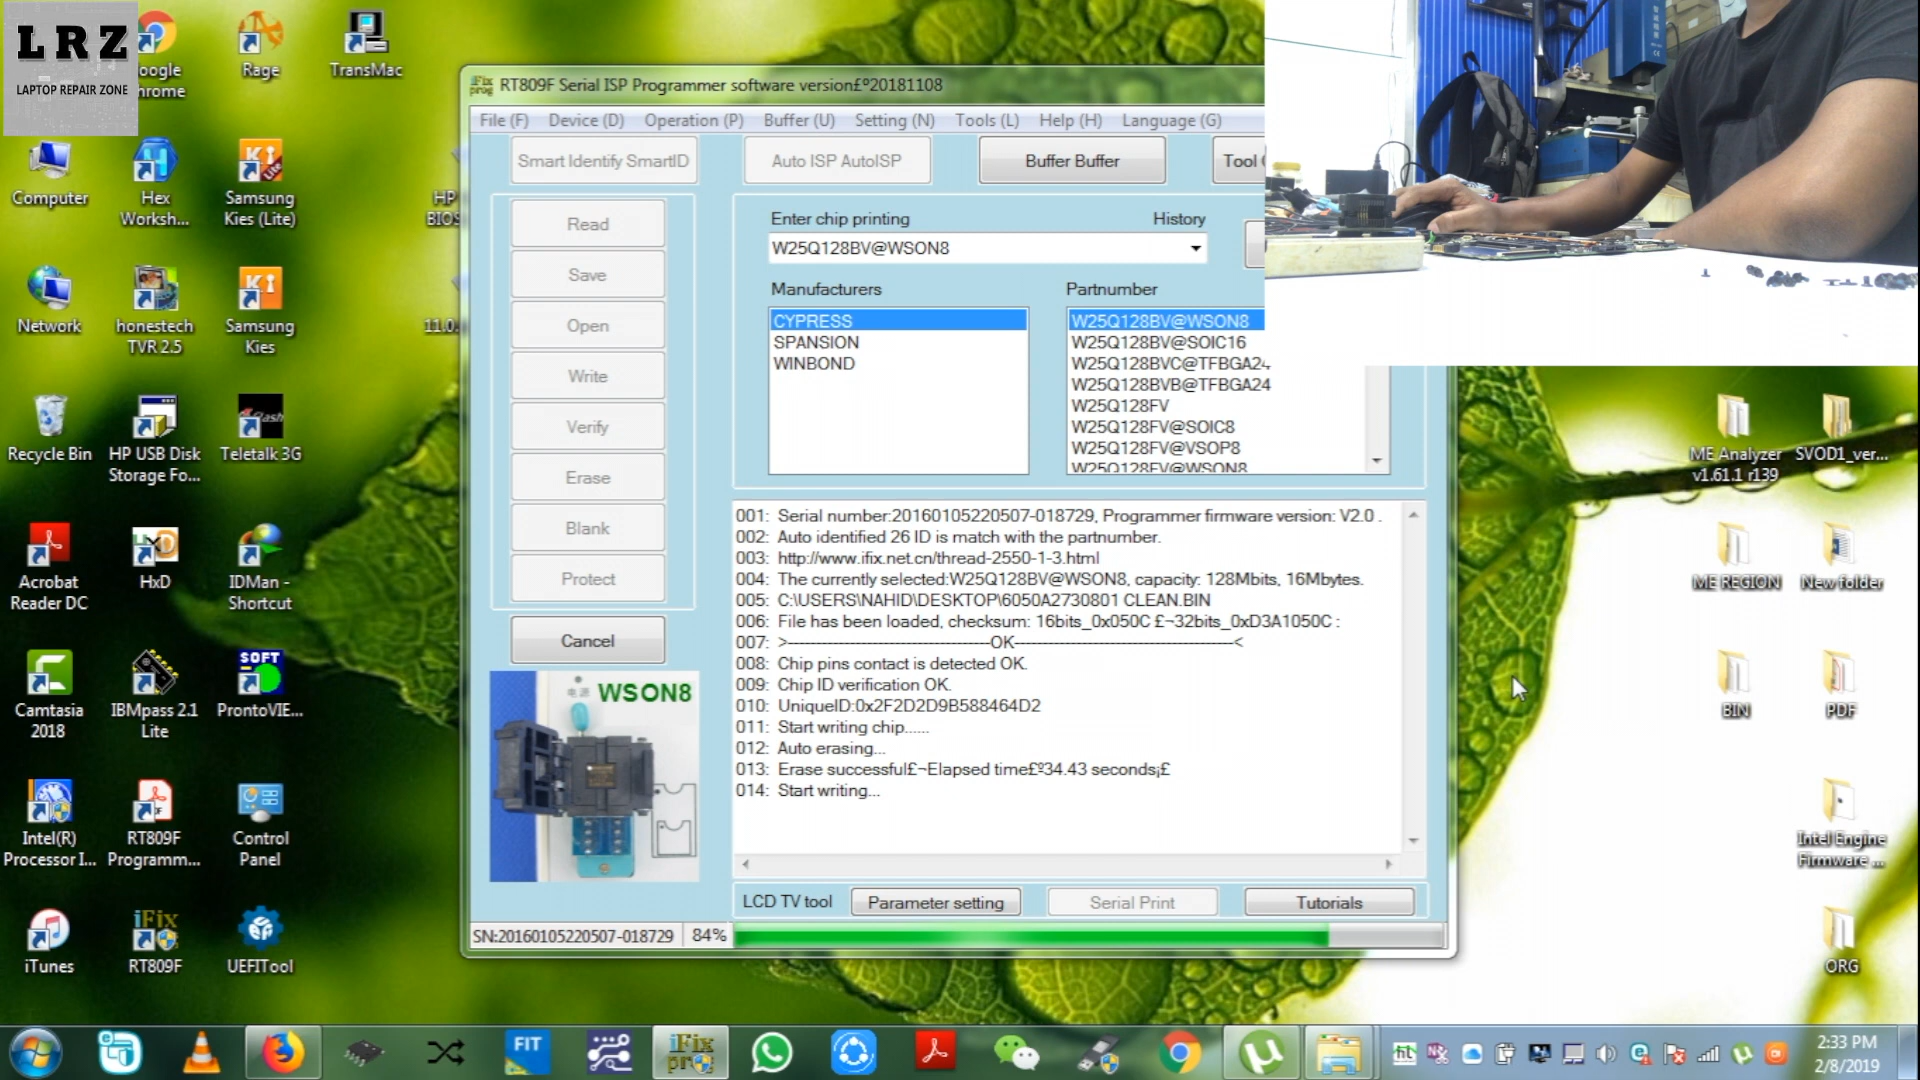 LRZ
LAPTOP REPAIR ZONE
oogle
hrome
Rage
TransMac
Computer
Hex
Worksh...
Samsung
Kies (Lite)
HP
BIOS
Network
honestech
TVR 2.5
Samsung
Kies
11.0.
Recycle Bin
HP USB Disk
Storage Fo...
Teletalk 3G
Acrobat
Reader DC
HxD
IDMan -
Shortcut
Camtasia
2018
IBMpass 2.1
Lite
SOFT
ProntoVIE...
Intel(R)
Processor I...
RT809F
Programm...
Control
Panel
iTunes
iFix
RT809F
UEFITool
iFix
prog
RT809F Serial ISP Programmer software version£º20181108
File (F) Device (D) Operation (P) Buffer (U) Setting (N) Tools (L) Help (H) Language (G)
Smart Identify SmartID
Auto ISP AutoISP
Buffer Buffer
Tool
Read
Save
Open
Write
Verify
Erase
Blank
Protect
Cancel
Enter chip printing
History
W25Q128BV@WSON8
Manufacturers
CYPRESS
SPANSION
WINBOND
Partnumber
W25Q128BV@WSON8
W25Q128BV@SOIC16
W25Q128BVC@TFBGA24
W25Q128BVB@TFBGA24
W25Q128FV
W25Q128FV@SOIC8
W25Q128FV@VSOP8
W25Q128FV@WSON8
001: Serial number:20160105220507-018729, Programmer firmware version: V2.0 .
002: Auto identified 26 ID is match with the partnumber.
003: http://www.ifix.net.cn/thread-2550-1-3.html
004: The currently selected:W25Q128BV@WSON8, capacity: 128Mbits, 16Mbytes.
005: C:\USERS\NAHID\DESKTOP\6050A2730801 CLEAN.BIN
006: File has been loaded, checksum: 16bits_0x050C £¬32bits_0xD3A1050C :
007: >------------------------------------OK---------------------------------------<
008: Chip pins contact is detected OK.
009: Chip ID verification OK.
010: UniqueID:0x2F2D2D9B588464D2
011: Start writing chip......
012: Auto erasing...
013: Erase successful£¬Elapsed time£º34.43 seconds¡£
014: Start writing...
电源 WSON8
LCD TV tool
Parameter setting
Serial Print
Tutorials
SN:20160105220507-018729
84%
ME Analyzer
v1.61.1 r139
SVOD1_ver...
ME REGION
New folder
BIN
PDF
Intel Engine
Firmware ...
ORG
FIT
iFix
prog
2:33 PM
2/8/2019